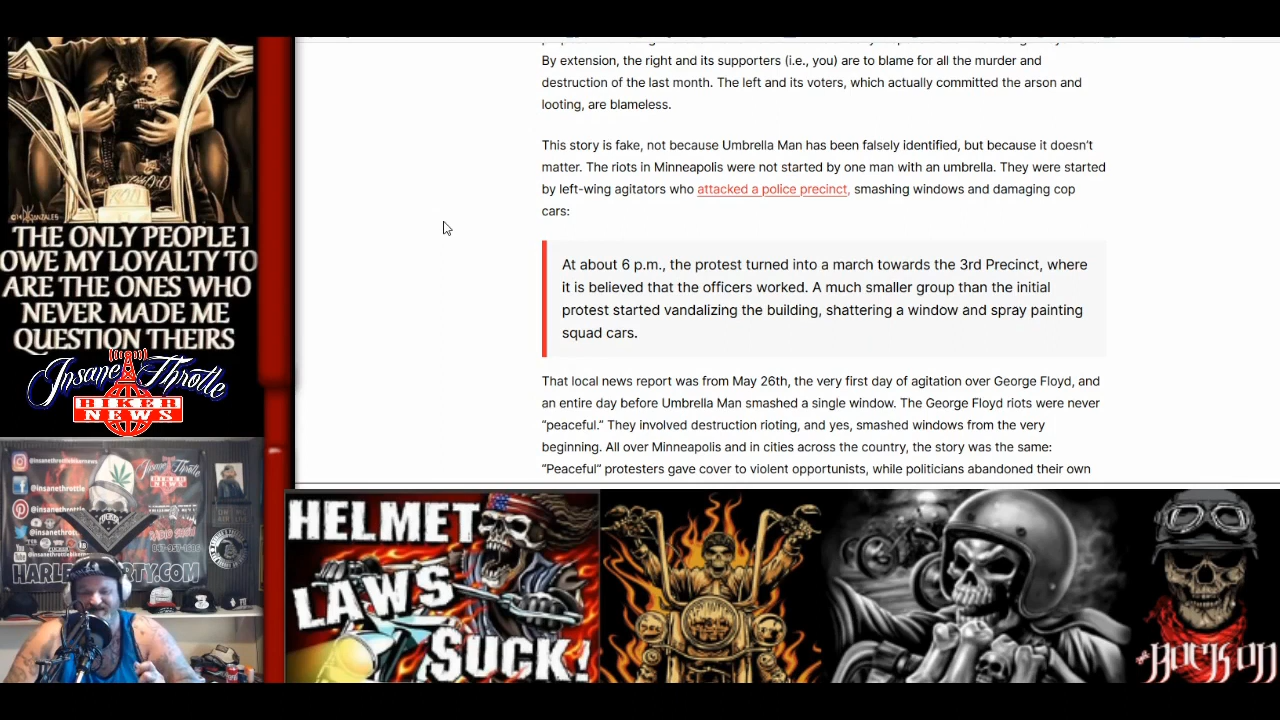 By extension, the right and its supporters (i.e., you) are to blame for all the murder and
destruction of the last month. The left and its voters, which actually committed the arson and
looting, are blameless.
This story is fake, not because Umbrella Man has been falsely identified, but because it doesn't
matter. The riots in Minneapolis were not started by one man with an umbrella. They were started
by left-wing agitators who attacked a police precinct, smashing windows and damaging cop
cars:
At about 6 p.m., the protest turned into a march towards the 3rd Precinct, where
it is believed that the officers worked. A much smaller group than the initial
protest started vandalizing the building, shattering a window and spray painting
squad cars.
That local news report was from May 26th, the very first day of agitation over George Floyd, and
an entire day before Umbrella Man smashed a single window. The George Floyd riots were never
“peaceful.” They involved destruction rioting, and yes, smashed windows from the very
beginning. All over Minneapolis and in cities across the country, the story was the same:
“Peaceful” protesters gave cover to violent opportunists, while politicians abandoned their own
THE ONLY PEOPLE I
OWE MY LOYALTY TO
ARE THE ONES WHO
NEVER MADE ME
QUESTION THEIRS
Insane Throttle
BIKER
NEWS
@insanethrottlebikernews
@insanethrottle
@insanethrottle
HELMET
LAWS
SUCK!